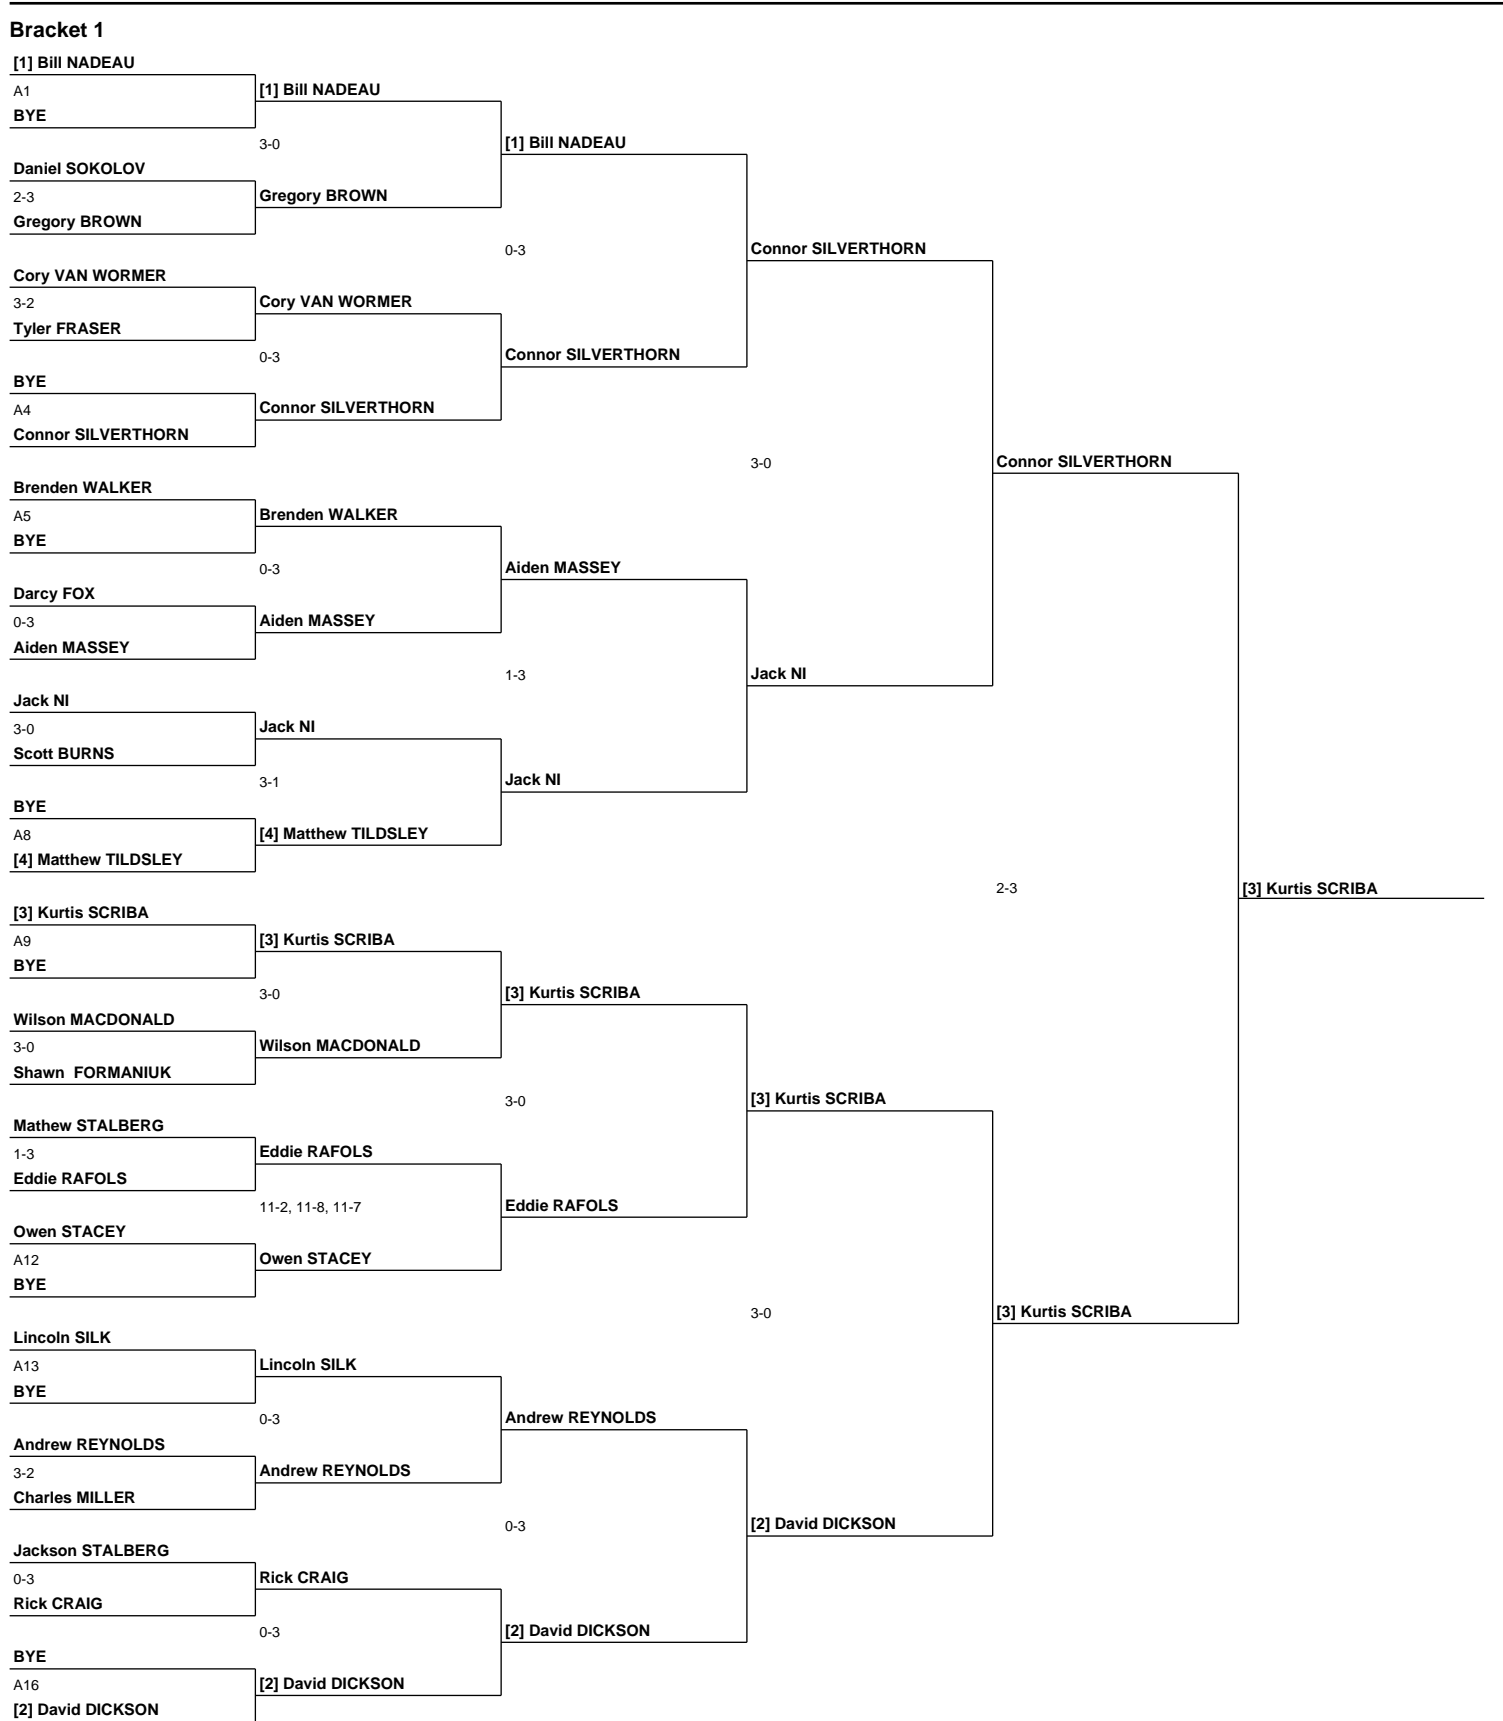 Bracket 1
[1] Bill NADEAU
A1
BYE
[1] Bill NADEAU
3-0
[1] Bill NADEAU
Daniel SOKOLOV
2-3
Gregory BROWN
Gregory BROWN
0-3
Connor SILVERTHORN
Cory VAN WORMER
3-2
Tyler FRASER
Cory VAN WORMER
0-3
Connor SILVERTHORN
BYE
A4
Connor SILVERTHORN
Connor SILVERTHORN
3-0
Connor SILVERTHORN
Brenden WALKER
A5
BYE
Brenden WALKER
0-3
Aiden MASSEY
Darcy FOX
0-3
Aiden MASSEY
Aiden MASSEY
1-3
Jack NI
Jack NI
3-0
Scott BURNS
Jack NI
3-1
Jack NI
BYE
A8
[4] Matthew TILDSLEY
[4] Matthew TILDSLEY
2-3
[3] Kurtis SCRIBA
[3] Kurtis SCRIBA
A9
BYE
[3] Kurtis SCRIBA
3-0
[3] Kurtis SCRIBA
Wilson MACDONALD
3-0
Shawn  FORMANIUK
Wilson MACDONALD
3-0
[3] Kurtis SCRIBA
Mathew STALBERG
1-3
Eddie RAFOLS
Eddie RAFOLS
11-2, 11-8, 11-7
Eddie RAFOLS
Owen STACEY
A12
BYE
Owen STACEY
3-0
[3] Kurtis SCRIBA
Lincoln SILK
A13
BYE
Lincoln SILK
0-3
Andrew REYNOLDS
Andrew REYNOLDS
3-2
Charles MILLER
Andrew REYNOLDS
0-3
[2] David DICKSON
Jackson STALBERG
0-3
Rick CRAIG
Rick CRAIG
0-3
[2] David DICKSON
BYE
A16
[2] David DICKSON
[2] David DICKSON